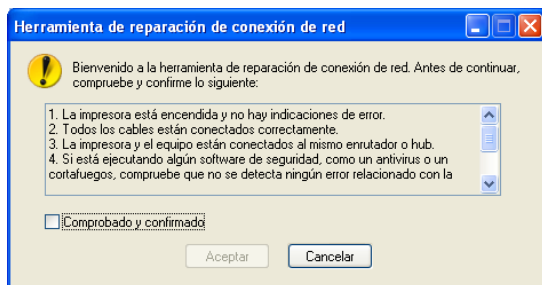 Herramienta de reparación de conexión de red
Bienvenido a la herramienta de reparación de conexión de red. Antes de continuar,
compruebe y confirme lo siguiente:
1. La impresora está encendida y no hay indicaciones de error.
2. Todos los cables están conectados correctamente.
3. La impresora y el equipo están conectados al mismo enrutador o hub.
4. Si está ejecutando algún software de seguridad, como un antivirus o un
cortafuegos, compruebe que no se detecta ningún error relacionado con la
Comprobado y confirmado
Aceptar
Cancelar